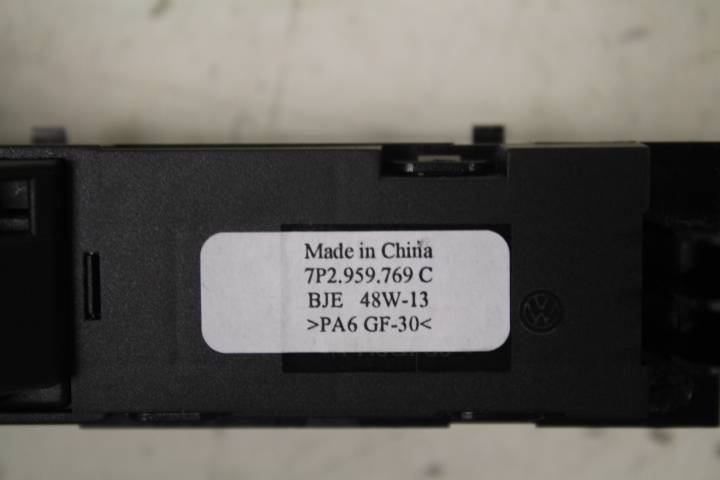 Made in China
7P2.959.769 C
BJE 48W-13
>PA6 GF-30<